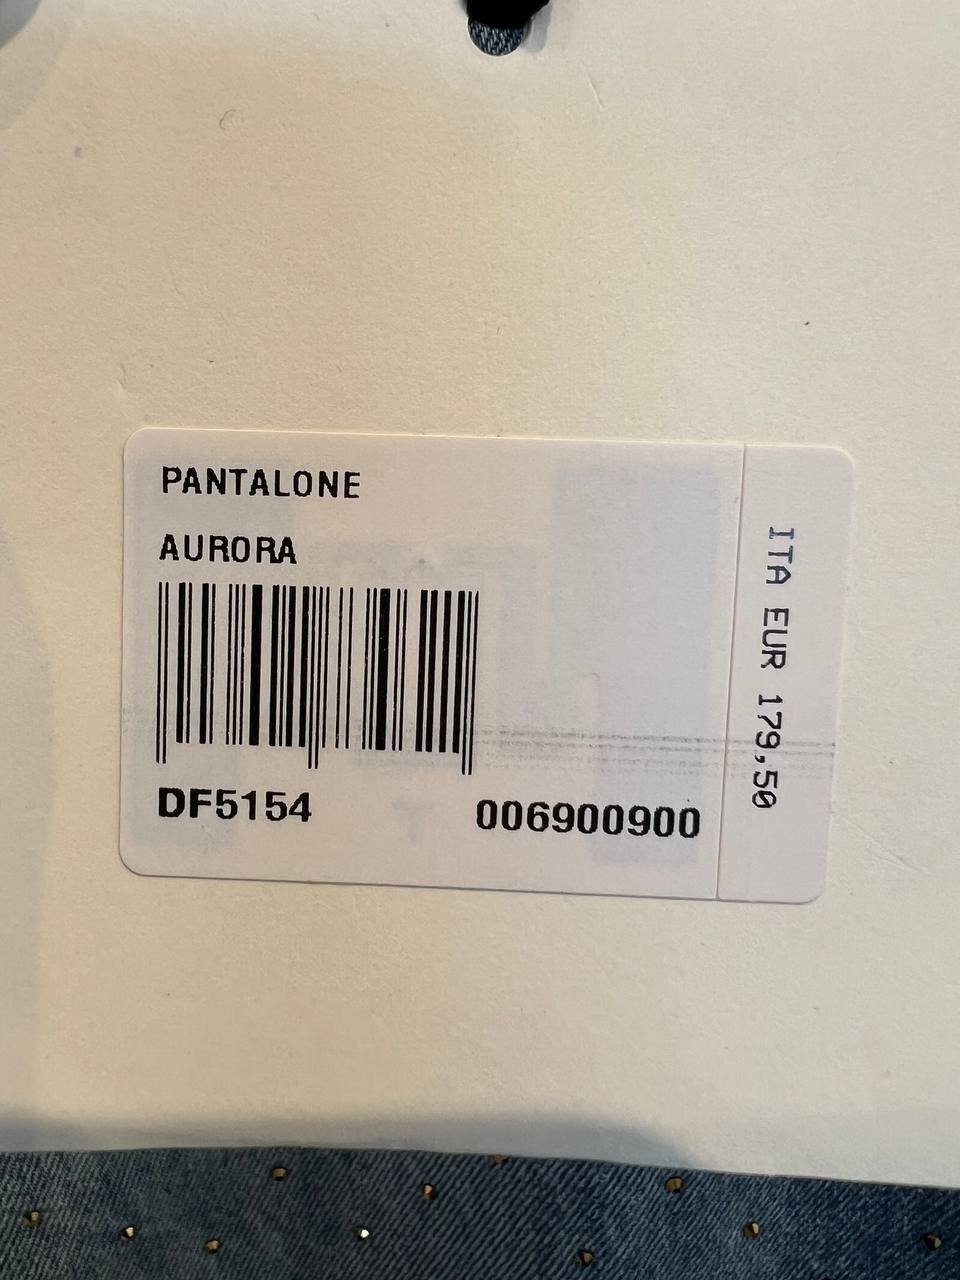 PANTALONE
AURORA
DF5154
006900900
ITA EUR 179,50